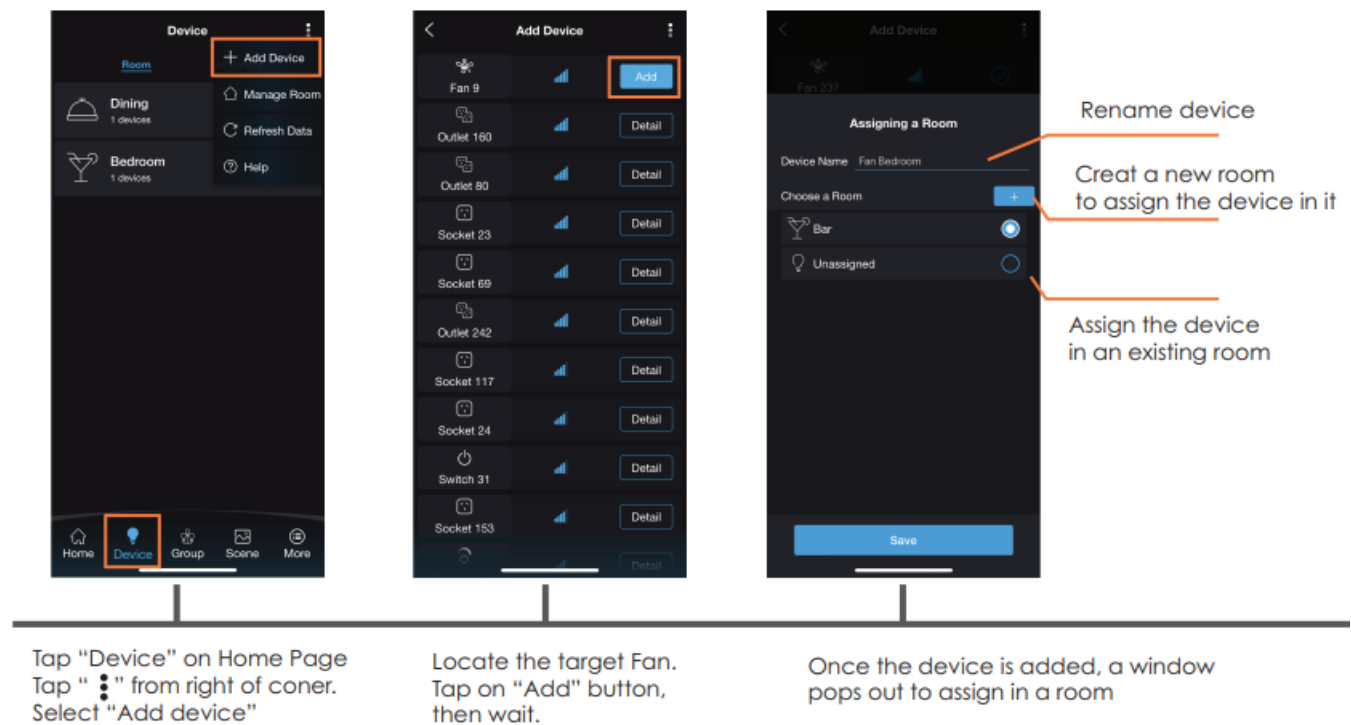 Device
Room
+ Add Device
Manage Room
Refresh Data
Help
Dining
1 devices
Bedroom
1 devices
Home
Device
Group
Scene
More
Add Device
Fan 9
Add
Outlet 160
Detail
Outlet 80
Detail
Socket 23
Detail
Socket 69
Detail
Outlet 242
Detail
Socket 117
Detail
Socket 24
Detail
Switch 31
Detail
Socket 153
Detail
Detail
Add Device
Fan 237
Assigning a Room
Device Name Fan Bedroom
Choose a Room +
Bar
Unassigned
Save
Rename device
Creat a new room
to assign the device in it
Assign the device
in an existing room
Tap “Device” on Home Page
Tap “ ⋮ ” from right of coner.
Select “Add device”
Locate the target Fan.
Tap on “Add” button,
then wait.
Once the device is added, a window
pops out to assign in a room